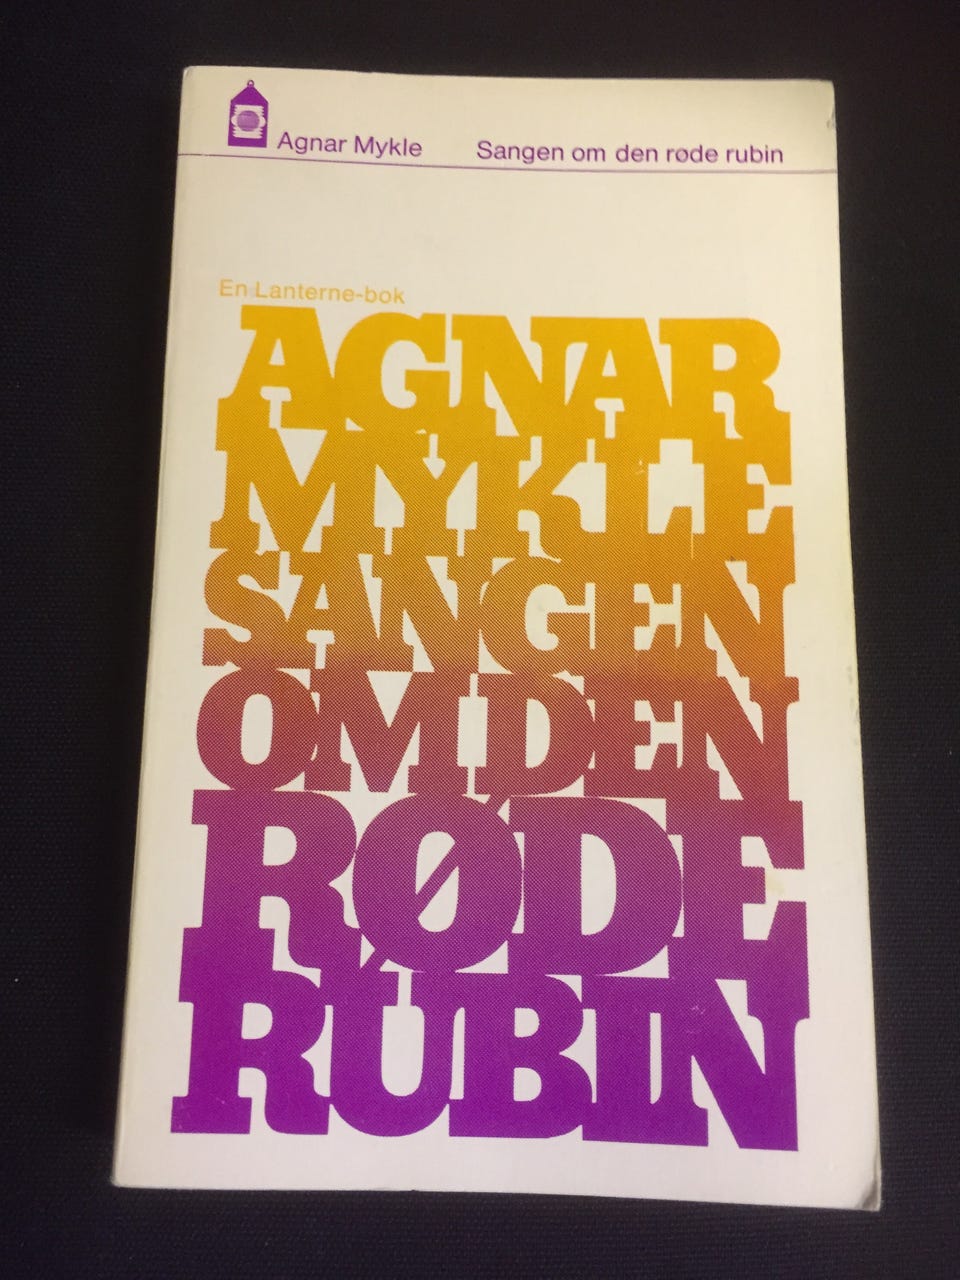 Agnar Mykle Sangen om den røde rubin
En Lanterne-bok
AGNAR
MYKLE
SANGEN
OM DEN
RØDE
RUBIN